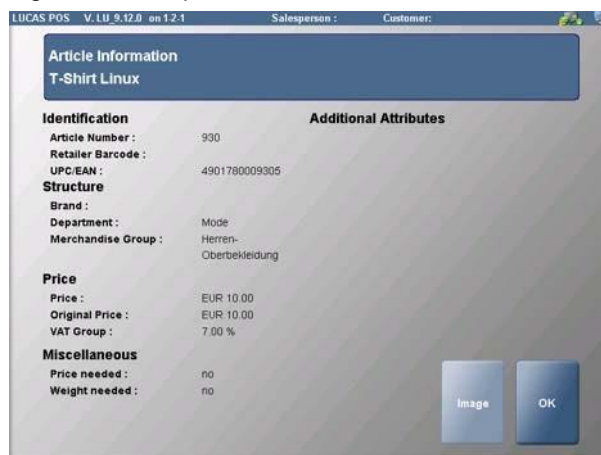 LUCAS POS V. LU_9.12.0 on 1-2-1 Salesperson : Customer:
Article Information
T-Shirt Linux
Identification
Article Number : 930
Retailer Barcode :
UPC/EAN : 4901780009305
Structure
Brand :
Department : Mode
Merchandise Group : Herren-
Oberbekleidung
Price
Price : EUR 10.00
Original Price : EUR 10.00
VAT Group : 7.00 %
Miscellaneous
Price needed : no
Weight needed : no
Additional Attributes
Image
OK